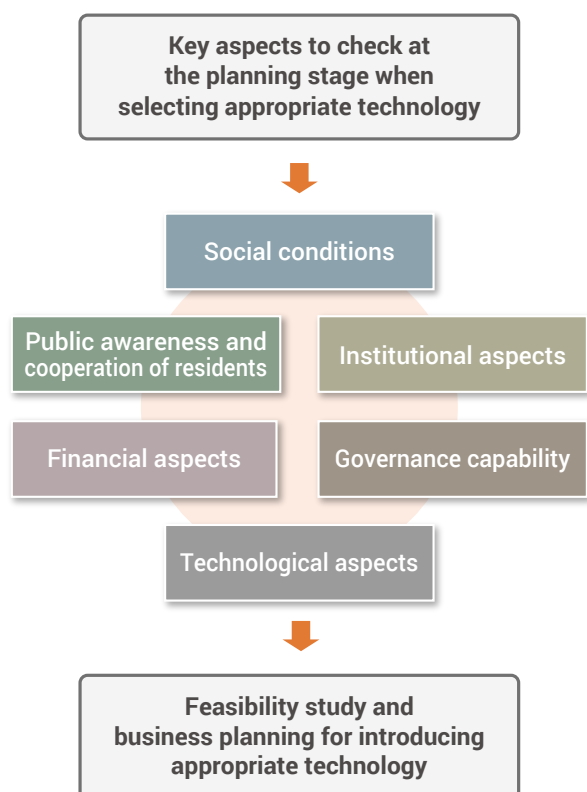 Key aspects to check at
the planning stage when
selecting appropriate technology
Social conditions
Public awareness and
cooperation of residents
Institutional aspects
Financial aspects
Governance capability
Technological aspects
Feasibility study and
business planning for introducing
appropriate technology